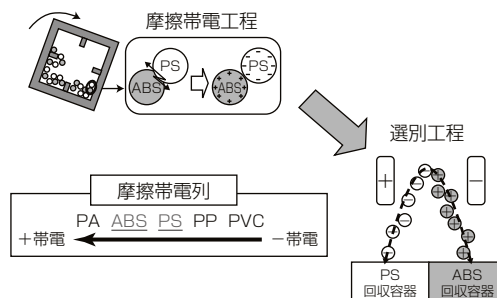 摩擦帯電工程
PS
ABS
PS
ABS
選別工程
+
−
摩擦帯電列
PA ABS PS PP PVC
+帯電
−帯電
PS
回収容器
ABS
回収容器